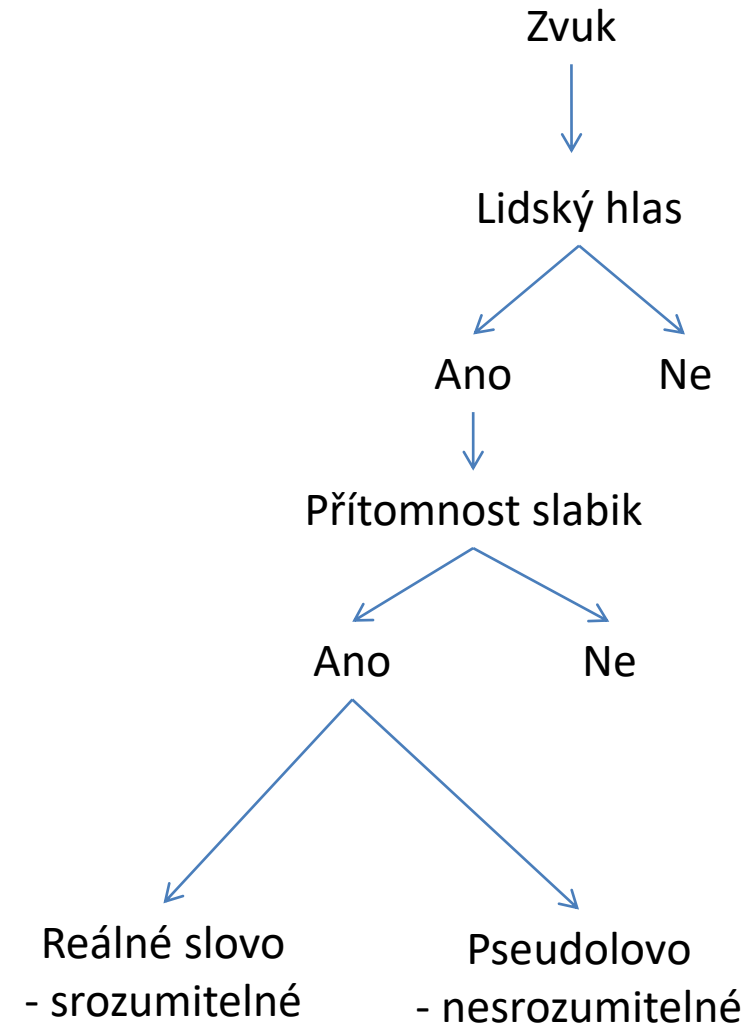 Zvuk
Lidský hlas
Ano
Ne
Přítomnost slabik
Ano
Ne
Reálné slovo
- srozumitelné
Pseudolovo
- nesrozumitelné